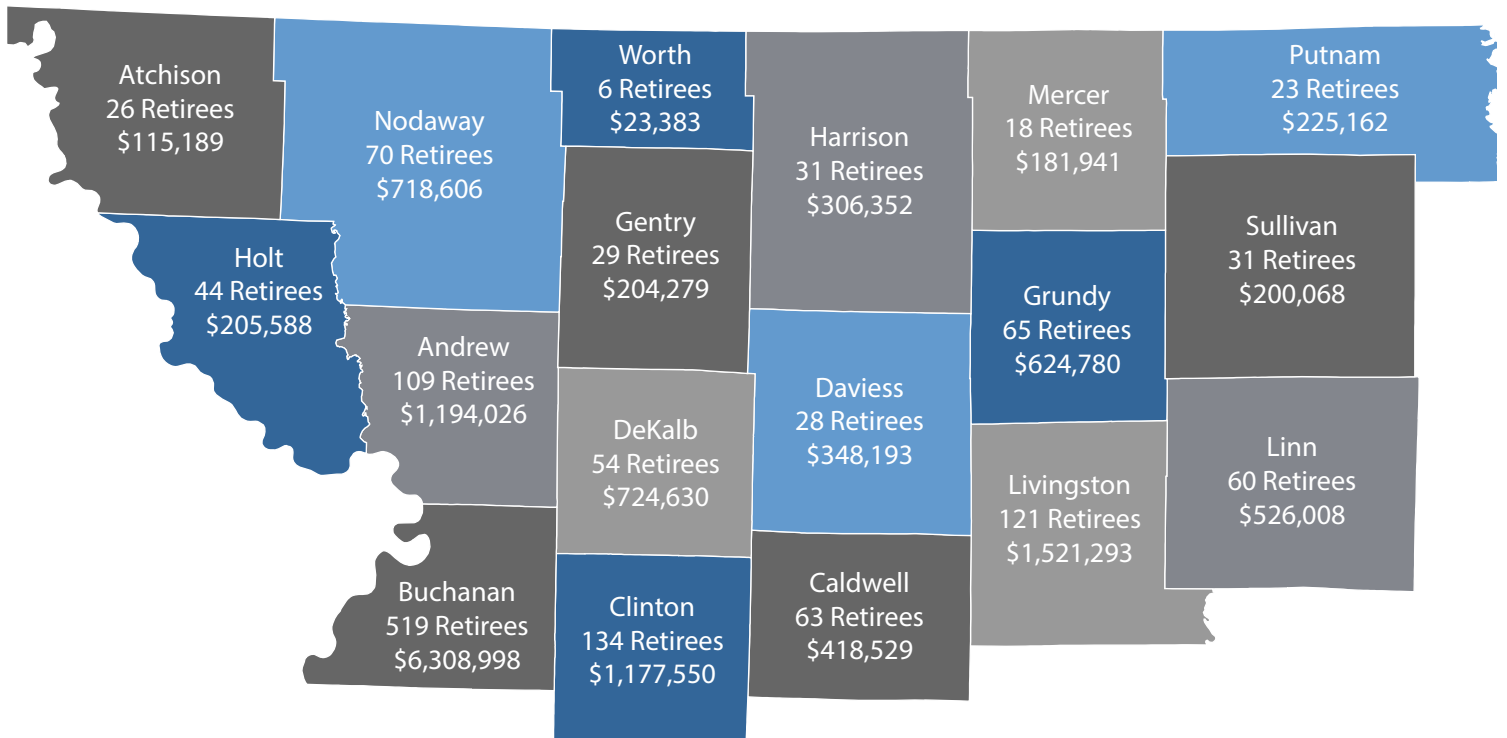 Atchison
26 Retirees
$115,189
Nodaway
70 Retirees
$718,606
Worth
6 Retirees
$23,383
Harrison
31 Retirees
$306,352
Mercer
18 Retirees
$181,941
Putnam
23 Retirees
$225,162
Holt
44 Retirees
$205,588
Gentry
29 Retirees
$204,279
Sullivan
31 Retirees
$200,068
Andrew
109 Retirees
$1,194,026
Grundy
65 Retirees
$624,780
DeKalb
54 Retirees
$724,630
Daviess
28 Retirees
$348,193
Livingston
121 Retirees
$1,521,293
Linn
60 Retirees
$526,008
Buchanan
519 Retirees
$6,308,998
Clinton
134 Retirees
$1,177,550
Caldwell
63 Retirees
$418,529